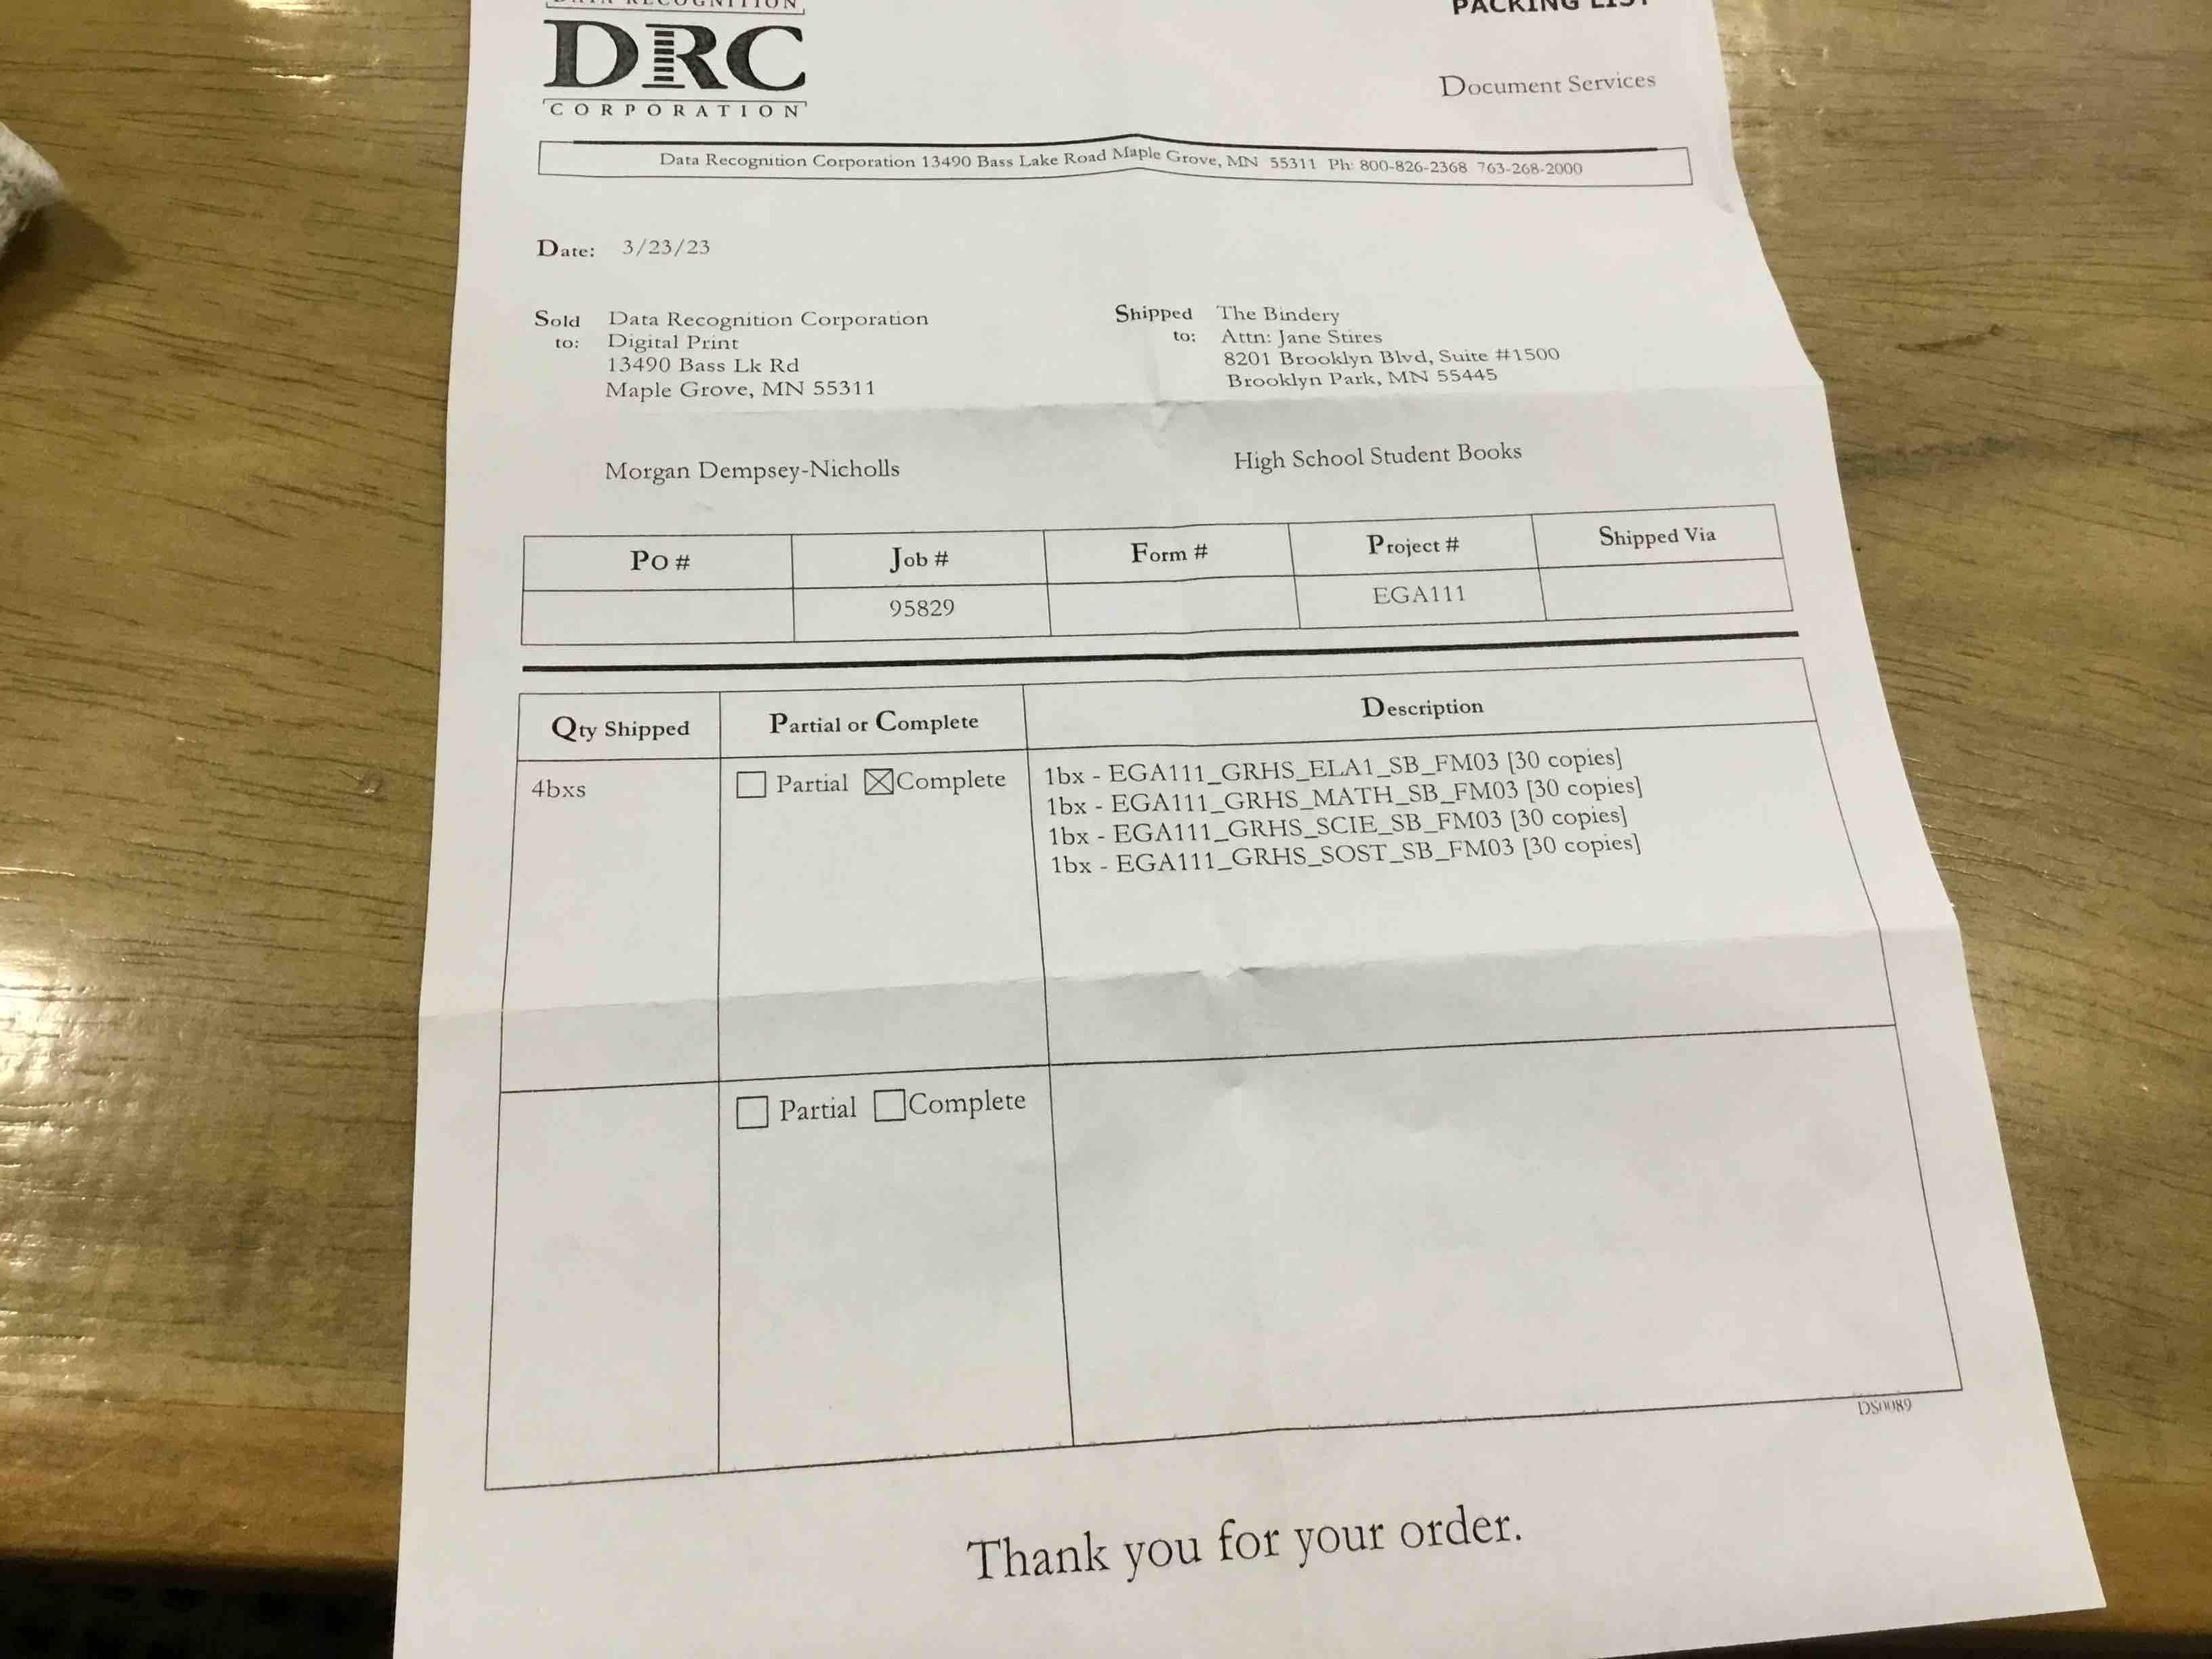 DATA RECOGNITION
DRC
CORPORATION
PACKING LIST
Document Services
Data Recognition Corporation 13490 Bass Lake Road Maple Grove, MN 55311 Ph: 800-826-2368 763-268-2000
Date: 3/23/23
Sold to: Data Recognition Corporation
Digital Print
13490 Bass Lk Rd
Maple Grove, MN 55311
Shipped to: The Bindery
Attn: Jane Stires
8201 Brooklyn Blvd, Suite #1500
Brooklyn Park, MN 55445
Morgan Dempsey-Nicholls
High School Student Books
PO # Job # Form # Project # Shipped Via
95829 EGA111
Qty Shipped Partial or Complete Description
4bxs Partial Complete
1bx - EGA111_GRHS_ELA1_SB_FM03 [30 copies]
1bx - EGA111_GRHS_MATH_SB_FM03 [30 copies]
1bx - EGA111_GRHS_SCIE_SB_FM03 [30 copies]
1bx - EGA111_GRHS_SOST_SB_FM03 [30 copies]
Partial Complete
DS0089
Thank you for your order.